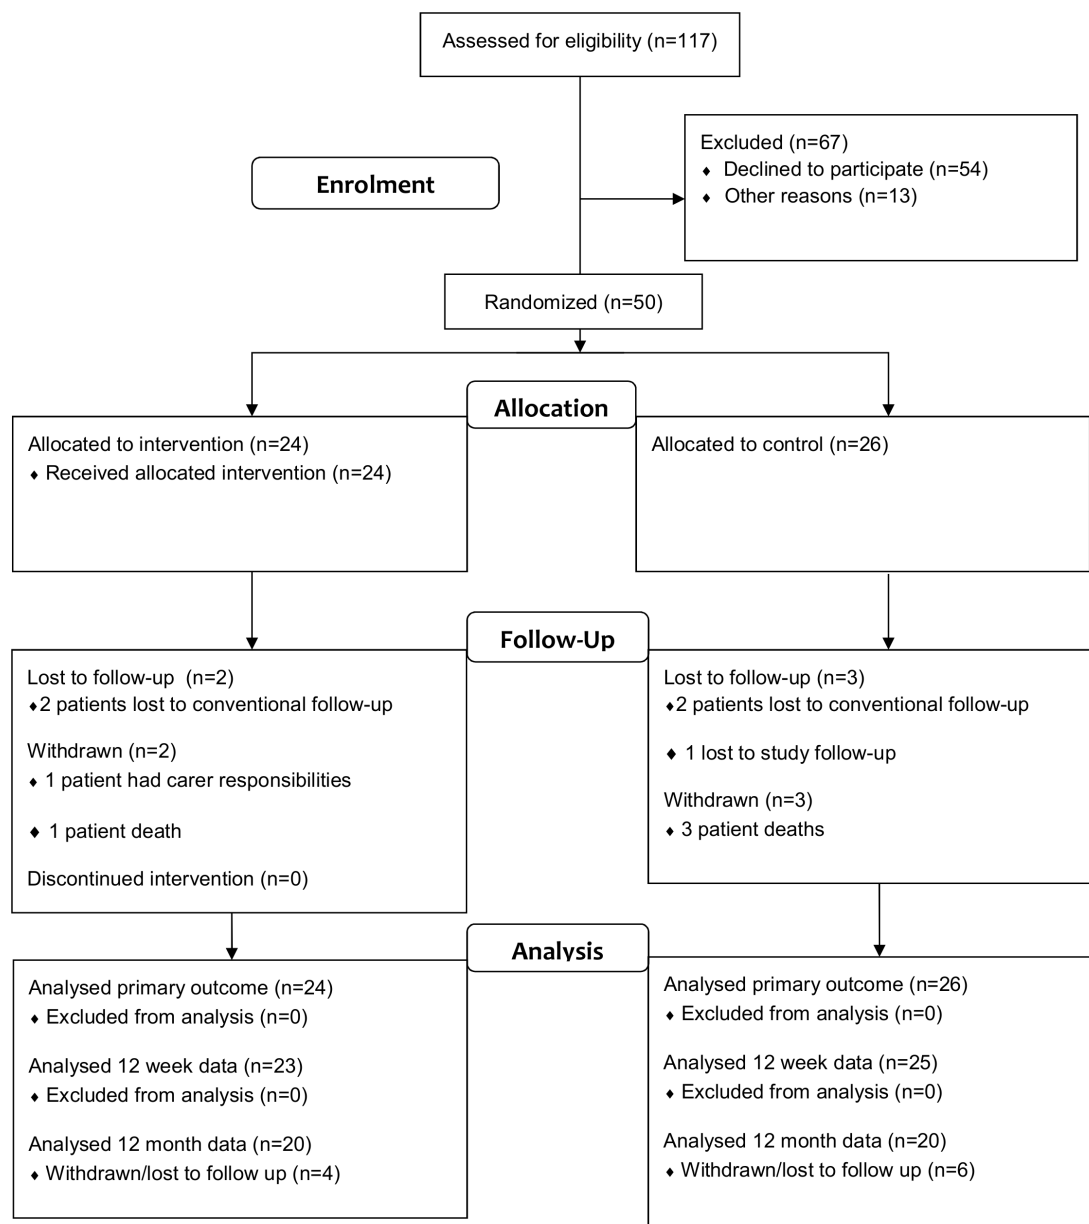 Assessed for eligibility (n=117)
Excluded (n=67)
♦ Declined to participate (n=54)
♦ Other reasons (n=13)
Enrolment
Randomized (n=50)
Allocation
Allocated to intervention (n=24)
♦ Received allocated intervention (n=24)
Allocated to control (n=26)
Follow-Up
Lost to follow-up (n=2)
♦2 patients lost to conventional follow-up
Withdrawn (n=2)
♦ 1 patient had carer responsibilities
♦ 1 patient death
Discontinued intervention (n=0)
Lost to follow-up (n=3)
♦2 patients lost to conventional follow-up
♦ 1 lost to study follow-up
Withdrawn (n=3)
♦ 3 patient deaths
Analysis
Analysed primary outcome (n=24)
♦ Excluded from analysis (n=0)
Analysed 12 week data (n=23)
♦ Excluded from analysis (n=0)
Analysed 12 month data (n=20)
♦ Withdrawn/lost to follow up (n=4)
Analysed primary outcome (n=26)
♦ Excluded from analysis (n=0)
Analysed 12 week data (n=25)
♦ Excluded from analysis (n=0)
Analysed 12 month data (n=20)
♦ Withdrawn/lost to follow up (n=6)